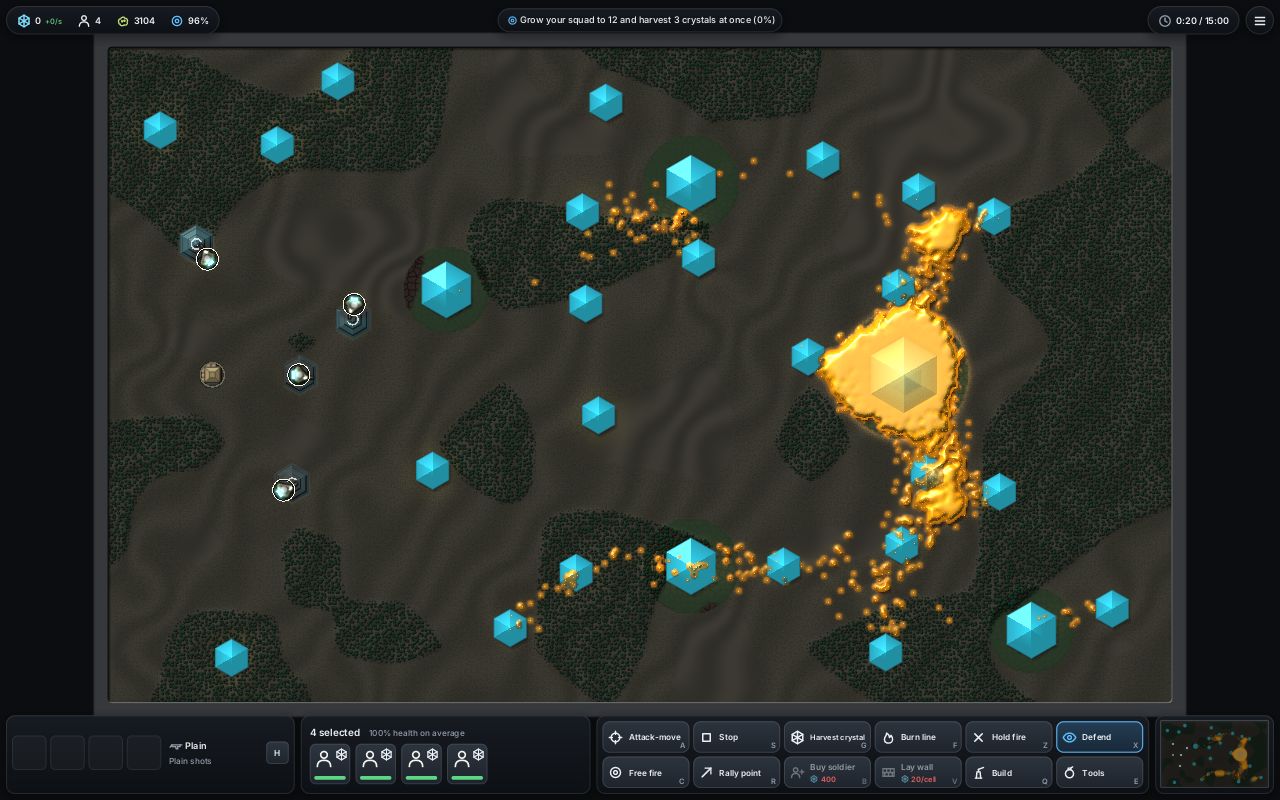 0 +0/s 4 3104 96%
Grow your squad to 12 and harvest 3 crystals at once (0%)
0:20 / 15:00
Plain
Plain shots
H
4 selected 100% health on average
Attack-move A
Stop S
Harvest crystal G
Burn line F
Hold fire Z
Defend X
Free fire C
Rally point R
Buy soldier 400 B
Lay wall 20/cell V
Build Q
Tools E